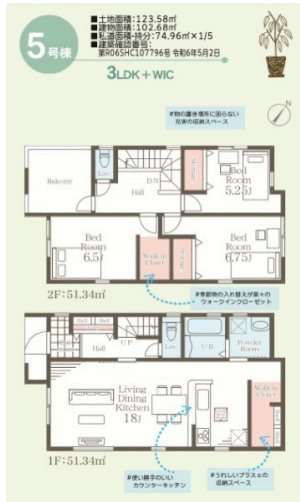 5号棟
■土地面積:123.58㎡
■建物面積:102.68㎡
■私道面積・持分:74.96㎡×1/5
■建築確認番号:
第R06SHC107796号 令和6年5月2日
3LDK+WIC
#物の置き場所に困らない
充実の収納スペース
Balcony
Lav
Hall
DN
Storage
Bed
Room
5.25J
Bed
Room
6.5J
Walk in
Closet
Storage
Bed
Room
6.75J
2F:51.34㎡
#季節物の入れ替えが楽々の
ウォークインクローゼット
Hall
UP
Lav
U.B
Powder
Room
Living
Dining
Kitchen
18J
Walk in
Closet
1F:51.34㎡
#使い勝手のいい
カウンターキッチン
#うれしいプラスαの
収納スペース